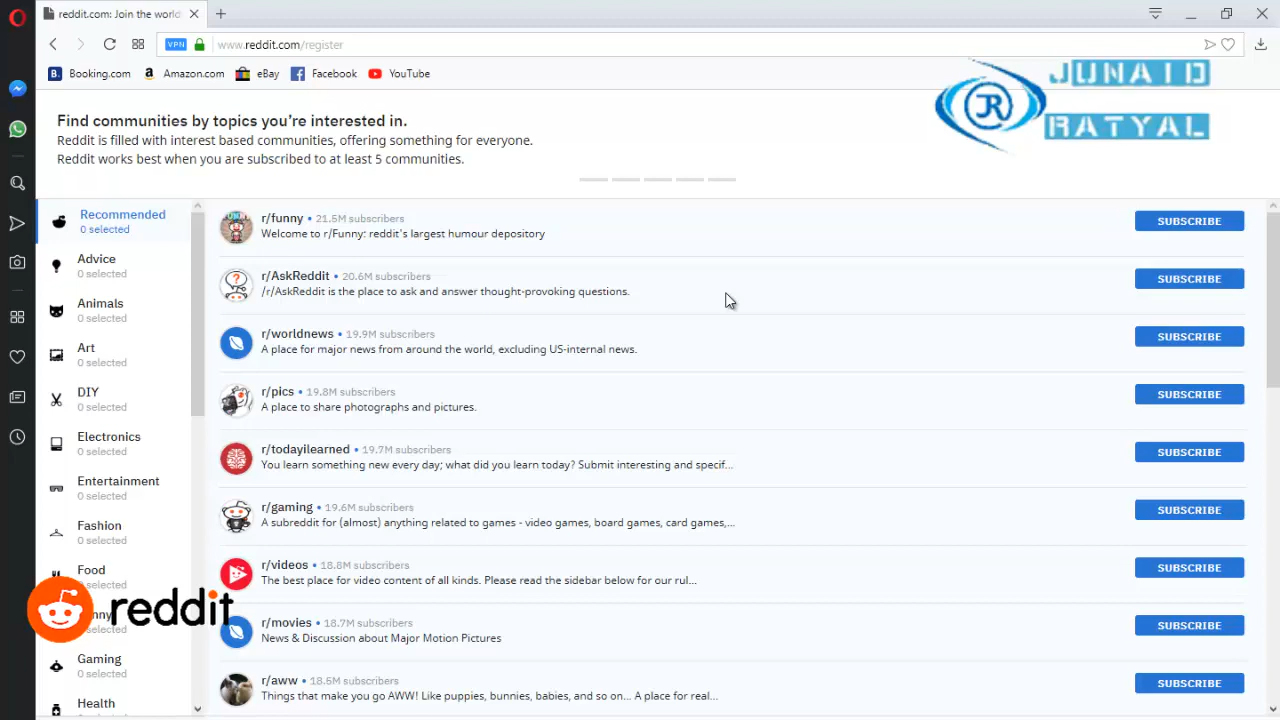 reddit.com: Join the world
VPN
www.reddit.com/register
B. Booking.com
a Amazon.com
eBay
Facebook
YouTube
JUNAID
RATYAL
Find communities by topics you're interested in.
Reddit is filled with interest based communities, offering something for everyone.
Reddit works best when you are subscribed to at least 5 communities.
Recommended
0 selected
Advice
0 selected
Animals
0 selected
Art
0 selected
DIY
0 selected
Electronics
0 selected
Entertainment
0 selected
Fashion
0 selected
Food
selected
nny
selected
Gaming
0 selected
Health
reddit
r/funny • 21.5M subscribers
Welcome to r/Funny: reddit's largest humour depository
SUBSCRIBE
r/AskReddit • 20.6M subscribers
/r/AskReddit is the place to ask and answer thought-provoking questions.
SUBSCRIBE
r/worldnews • 19.9M subscribers
A place for major news from around the world, excluding US-internal news.
SUBSCRIBE
r/pics • 19.8M subscribers
A place to share photographs and pictures.
SUBSCRIBE
r/todayilearned • 19.7M subscribers
You learn something new every day; what did you learn today? Submit interesting and specif...
SUBSCRIBE
r/gaming • 19.6M subscribers
A subreddit for (almost) anything related to games - video games, board games, card games,...
SUBSCRIBE
r/videos • 18.8M subscribers
The best place for video content of all kinds. Please read the sidebar below for our rul...
SUBSCRIBE
r/movies • 18.7M subscribers
News & Discussion about Major Motion Pictures
SUBSCRIBE
r/aww • 18.5M subscribers
Things that make you go AWW! Like puppies, bunnies, babies, and so on... A place for real...
SUBSCRIBE